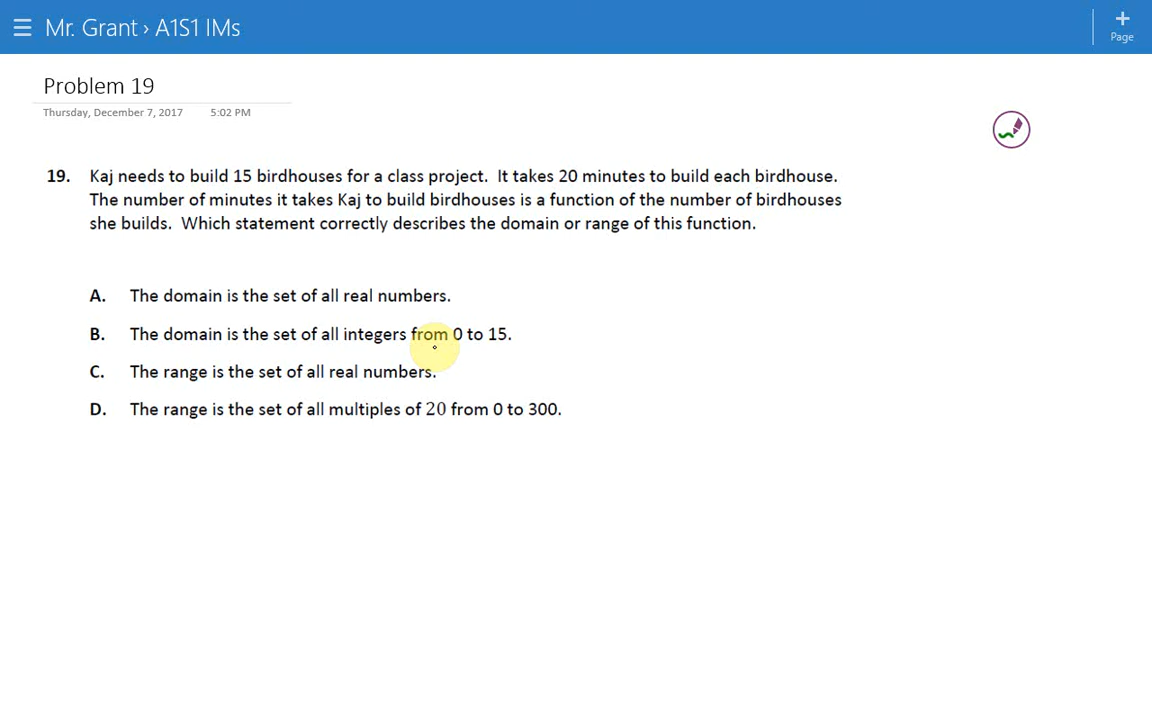 Mr. Grant › A1S1 IMs
Page
Problem 19
Thursday, December 7, 2017 5:02 PM
19. Kaj needs to build 15 birdhouses for a class project. It takes 20 minutes to build each birdhouse.
The number of minutes it takes Kaj to build birdhouses is a function of the number of birdhouses
she builds. Which statement correctly describes the domain or range of this function.
A. The domain is the set of all real numbers.
B. The domain is the set of all integers from 0 to 15.
C. The range is the set of all real numbers.
D. The range is the set of all multiples of 20 from 0 to 300.